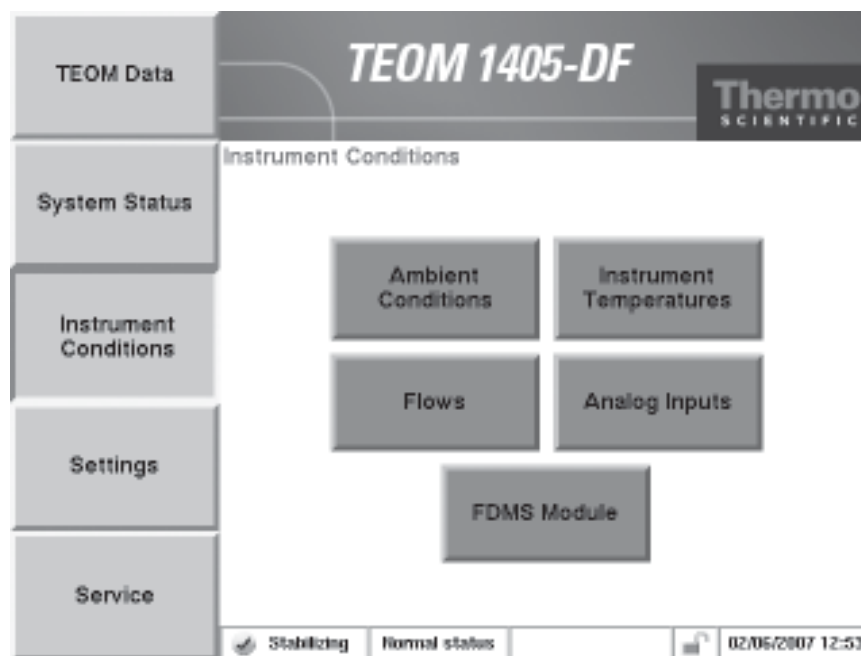 TEOM Data
TEOM 1405-DF
Thermo
SCIENTIFIC
Instrument Conditions
System Status
Ambient
Conditions
Instrument
Temperatures
Instrument
Conditions
Flows
Analog Inputs
Settings
FDMS Module
Service
Stabilizing
Normal status
02/06/2007 12:53